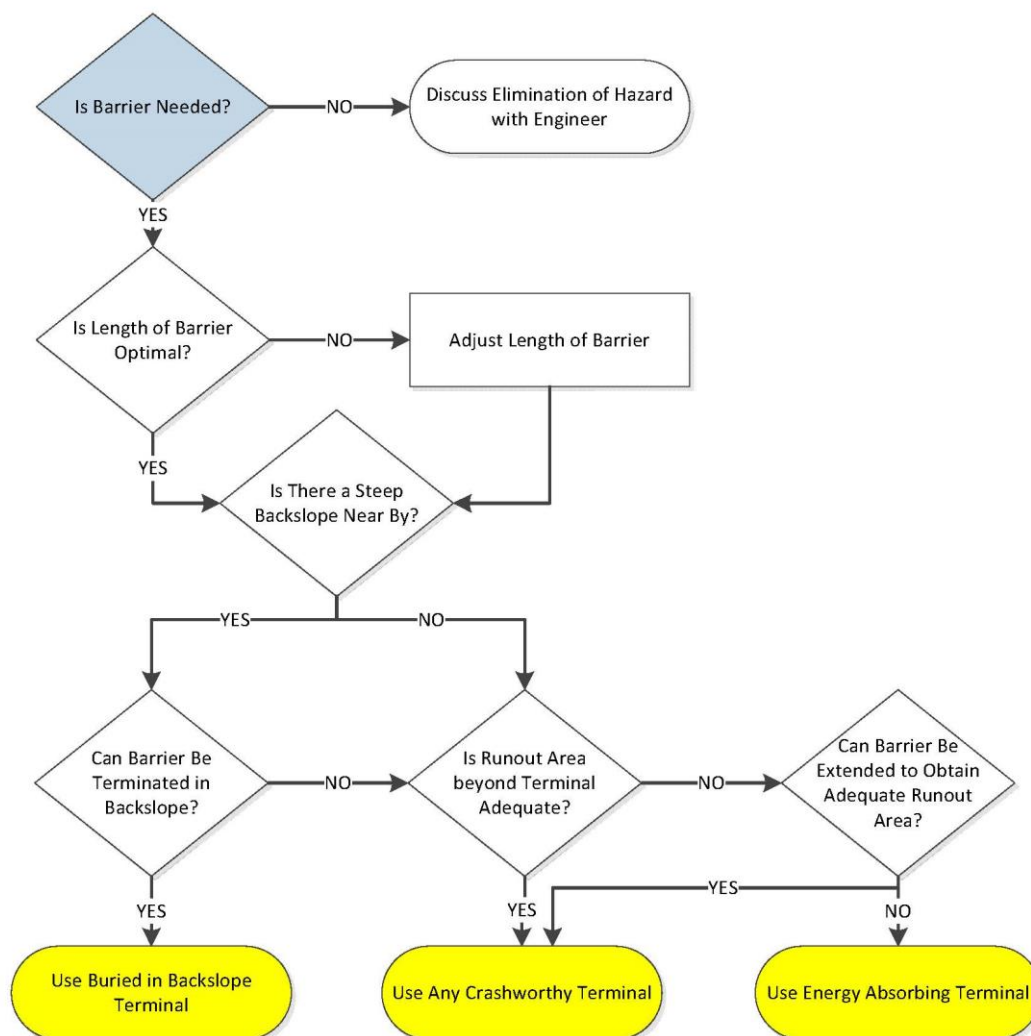 Is Barrier Needed?
NO
Discuss Elimination of Hazard
with Engineer
YES
Is Length of Barrier
Optimal?
NO
Adjust Length of Barrier
YES
Is There a Steep
Backslope Near By?
YES
NO
Can Barrier Be
Terminated in
Backslope?
NO
Is Runout Area
beyond Terminal
Adequate?
NO
Can Barrier Be
Extended to Obtain
Adequate Runout
Area?
YES
YES
YES
NO
Use Buried in Backslope
Terminal
Use Any Crashworthy Terminal
Use Energy Absorbing Terminal